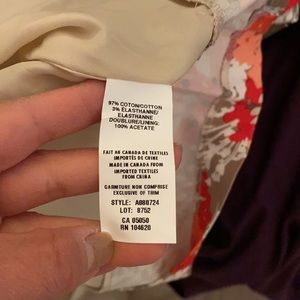 97% COTON/COTTON
3% ÉLASTHANNE/
ELASTHANNE
DOUBLURE/LINING:
100% ACETATE
FAIT AU CANADA DE TEXTILES
IMPORTÉS DE CHINE
MADE IN CANADA FROM
IMPORTED TEXTILES
FROM CHINA
GARNITURE NON COMPRISE
EXCLUSIVE OF TRIM
STYLE: A080724
LOT: 8752
CA 05050
RN 104620